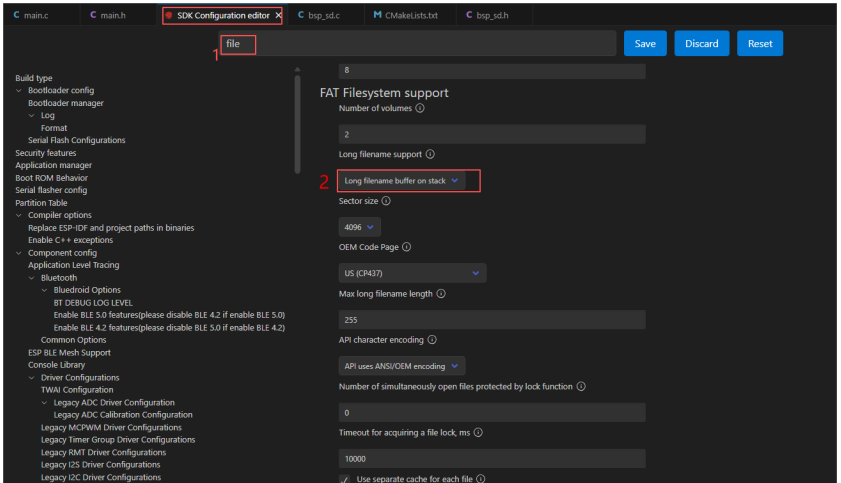 main.c
main.h
SDK Configuration editor
bsp_sd.c
CMakeLists.txt
bsp_sd.h
1
file
Save
Discard
Reset
Build type
Bootloader config
Bootloader manager
Log
Format
Serial Flash Configurations
Security features
Application manager
Boot ROM Behavior
Serial flasher config
Partition Table
Compiler options
Replace ESP-IDF and project paths in binaries
Enable C++ exceptions
Component config
Application Level Tracing
Bluetooth
Bluedroid Options
BT DEBUG LOG LEVEL
Enable BLE 5.0 features(please disable BLE 4.2 if enable BLE 5.0)
Enable BLE 4.2 features(please disable BLE 5.0 if enable BLE 4.2)
Common Options
ESP BLE Mesh Support
Console Library
Driver Configurations
TWAI Configuration
Legacy ADC Driver Configuration
Legacy ADC Calibration Configuration
Legacy MCPWM Driver Configurations
Legacy Timer Group Driver Configurations
Legacy RMT Driver Configurations
Legacy I2S Driver Configurations
Legacy I2C Driver Configurations
8
FAT Filesystem support
Number of volumes
2
Long filename support
2
Long filename buffer on stack
Sector size
4096
OEM Code Page
US (CP437)
Max long filename length
255
API character encoding
API uses ANSI/OEM encoding
Number of simultaneously open files protected by lock function
0
Timeout for acquiring a file lock, ms
10000
Use separate cache for each file